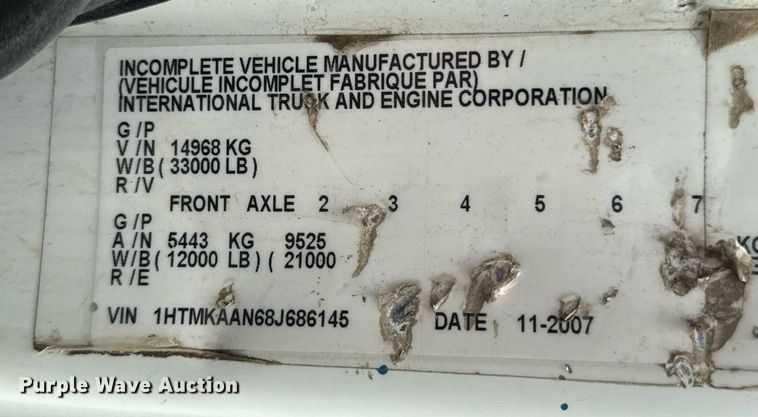 INCOMPLETE VEHICLE MANUFACTURED BY /
(VEHICULE INCOMPLET FABRIQUE PAR)
INTERNATIONAL TRUCK AND ENGINE CORPORATION
G /P
V /N 14968 KG
W/B ( 33000 LB)
R /V
FRONT AXLE 2 3 4 5 6 7
G /P
A /N 5443 KG 9525
W/B ( 12000 LB) ( 21000
R /E
VIN 1HTMKAAN68J686145 DATE 11-2007
Purple Wave Auction